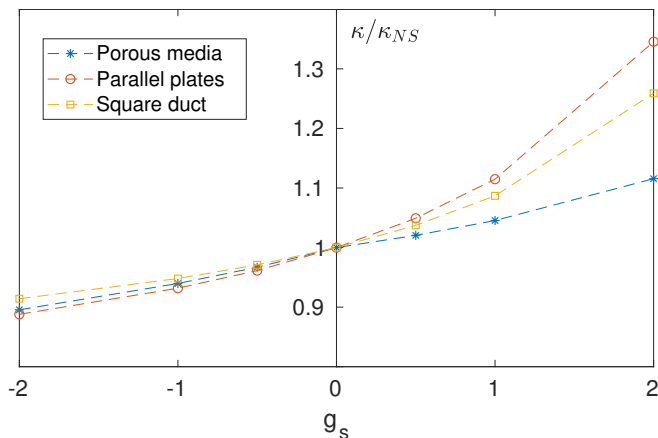 κ/κ_NS
Porous media
Parallel plates
Square duct
1.3
1.2
1.1
1
0.9
-2
-1
0
1
2
g_s